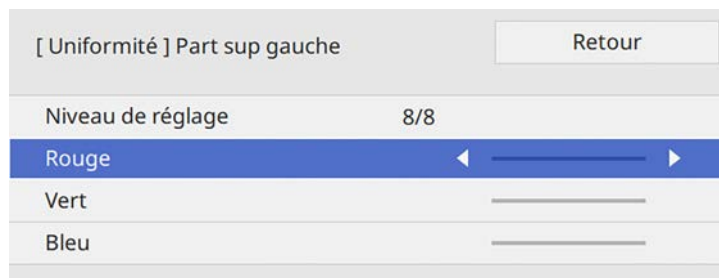 [ Uniformité ] Part sup gauche
Retour
Niveau de réglage 8/8
Rouge
Vert
Bleu